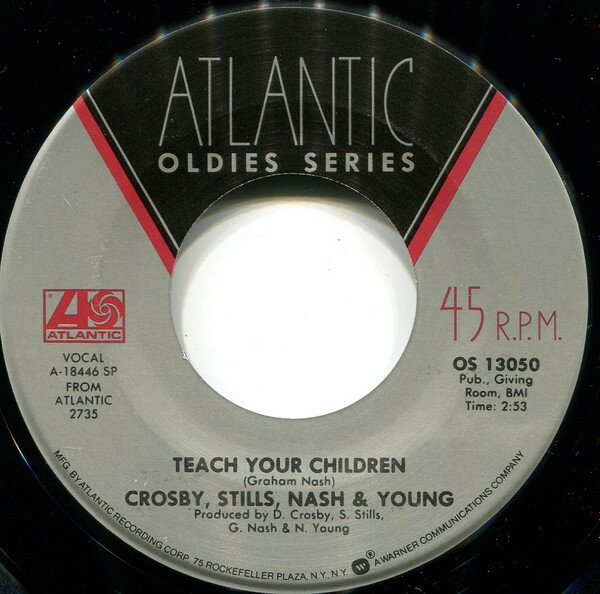 ATLANTIC
OLDIES SERIES
ATLANTIC
VOCAL
A-18446 SP
FROM
ATLANTIC
2735
45 R.P.M.
OS 13050
Pub., Giving
Room, BMI
Time: 2:53
TEACH YOUR CHILDREN
(Graham Nash)
CROSBY, STILLS, NASH & YOUNG
Produced by D. Crosby, S. Stills,
G. Nash & N. Young
MFG. BY ATLANTIC RECORDING CORP., 75 ROCKEFELLER PLAZA, N.Y. N.Y. ® A WARNER COMMUNICATIONS COMPANY